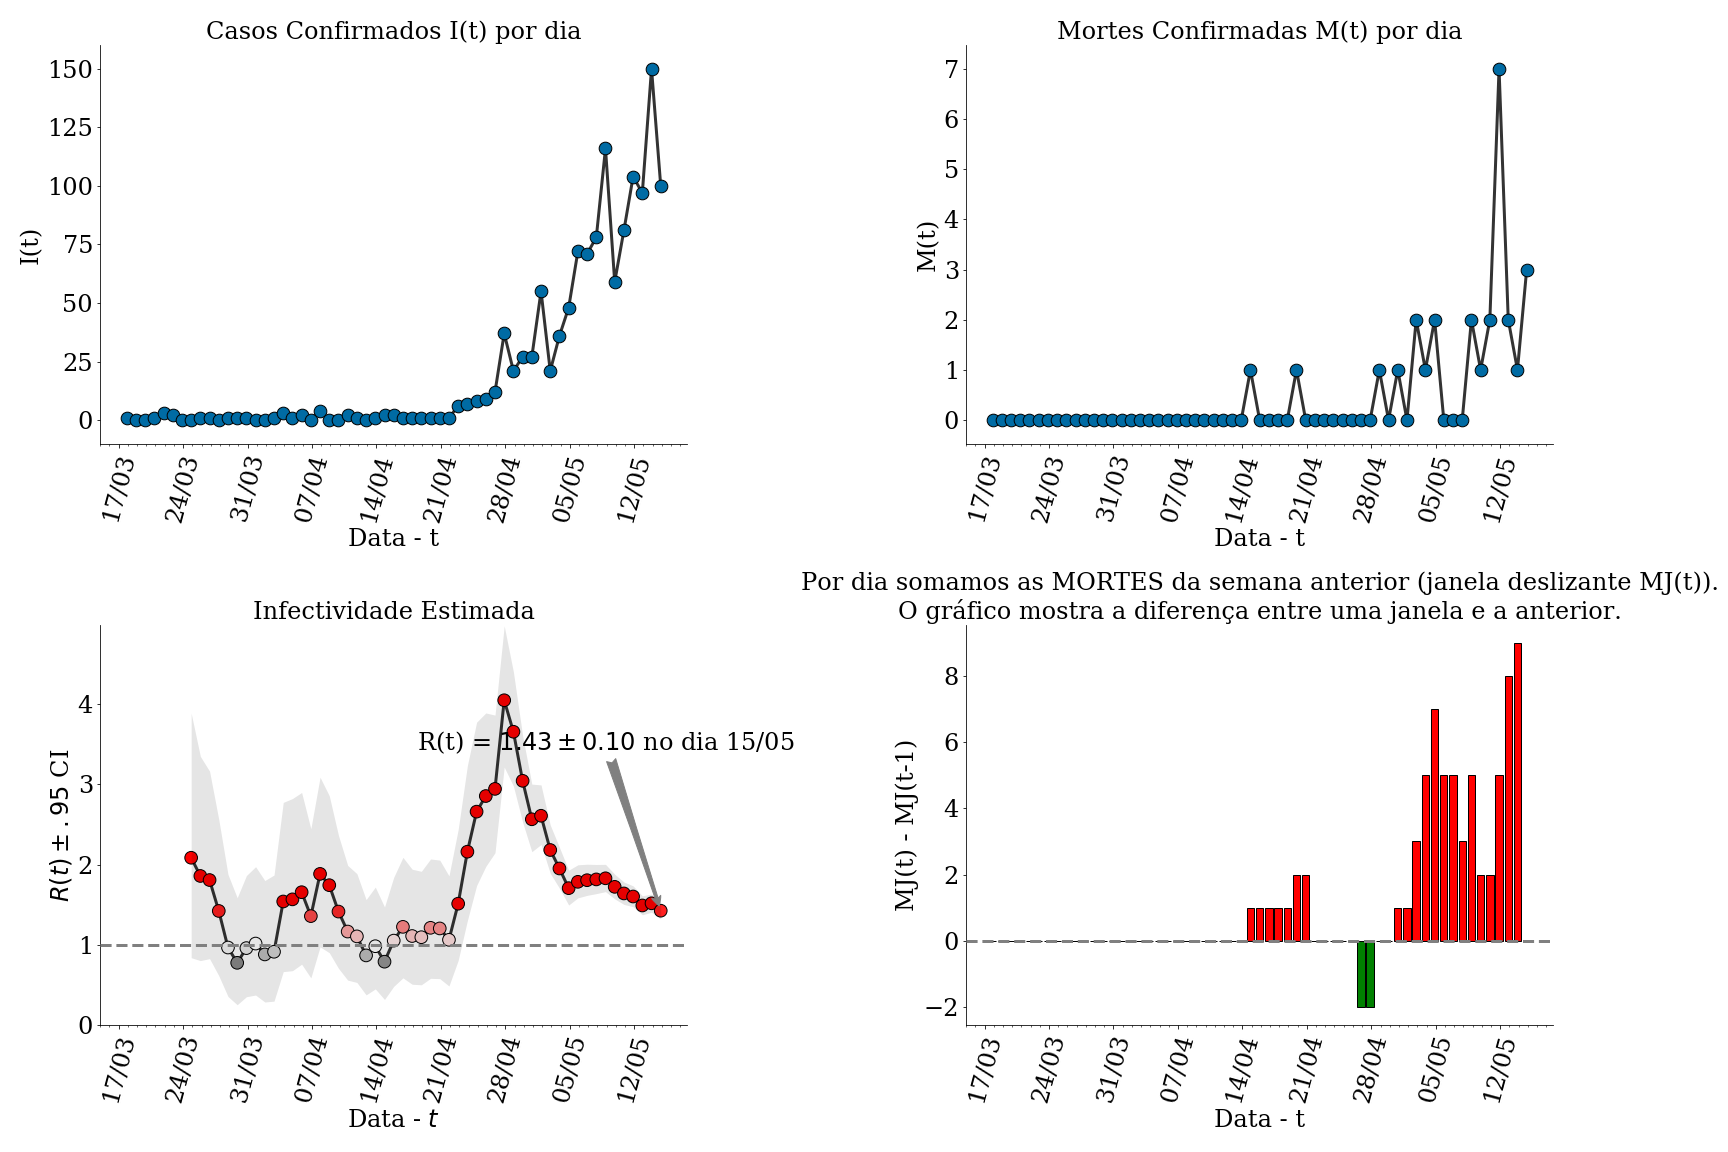 Casos Confirmados I(t) por dia
I(t)
150
125
100
75
50
25
0
17/03 24/03 31/03 07/04 14/04 21/04 28/04 05/05 12/05
Data - t
Mortes Confirmadas M(t) por dia
M(t)
7
6
5
4
3
2
1
0
17/03 24/03 31/03 07/04 14/04 21/04 28/04 05/05 12/05
Data - t
Infectividade Estimada
R(t) ± .95 CI
4
3
2
1
0
R(t) = 1.43 ± 0.10 no dia 15/05
17/03 24/03 31/03 07/04 14/04 21/04 28/04 05/05 12/05
Data - t
Por dia somamos as MORTES da semana anterior (janela deslizante MJ(t)).
O gráfico mostra a diferença entre uma janela e a anterior.
MJ(t) - MJ(t-1)
8
6
4
2
0
−2
17/03 24/03 31/03 07/04 14/04 21/04 28/04 05/05 12/05
Data - t